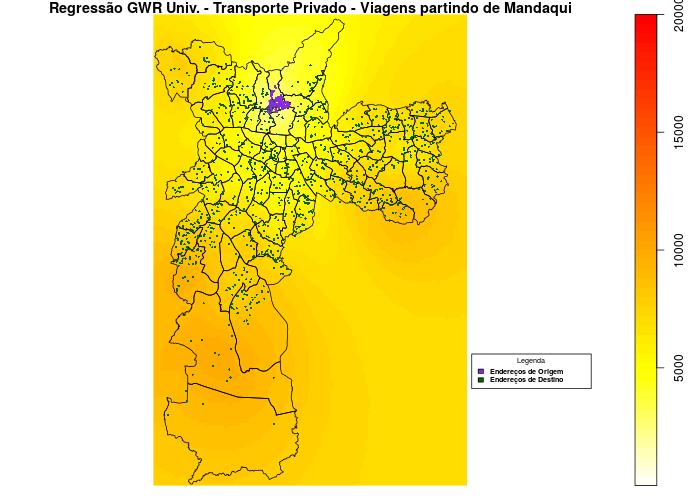 Regressão GWR Univ. - Transporte Privado - Viagens partindo de Mandaqui
20000
15000
10000
5000
Legenda
Endereços de Origem
Endereços de Destino